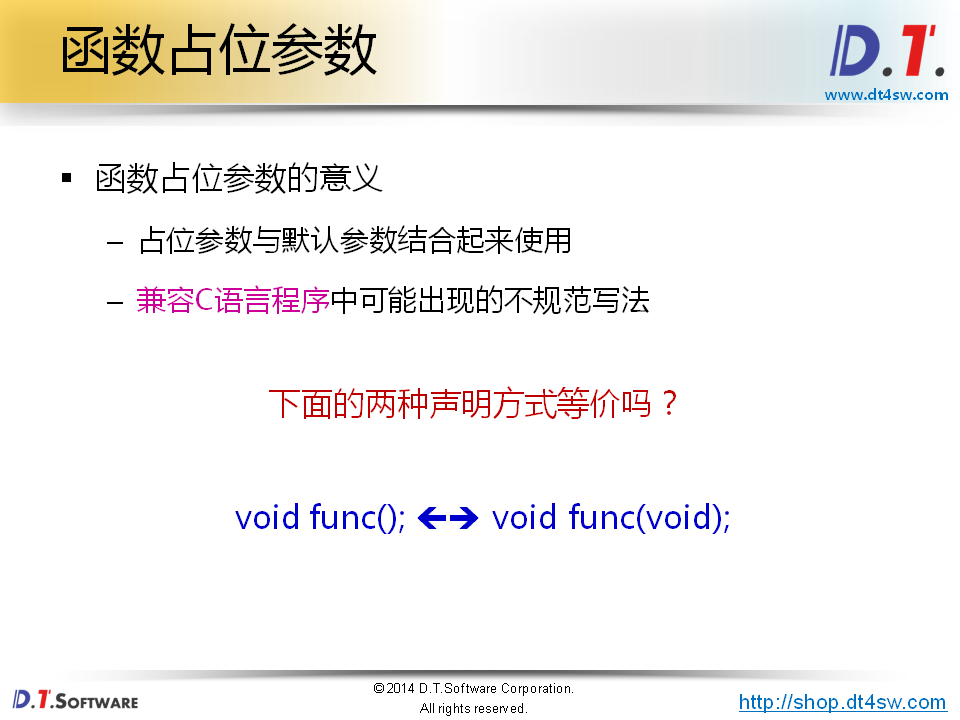 函数占位参数
D.T.
www.dt4sw.com
▪ 函数占位参数的意义
– 占位参数与默认参数结合起来使用
– 兼容C语言程序中可能出现的不规范写法
下面的两种声明方式等价吗？
void func(); 🡸🡺 void func(void);
D.T.SOFTWARE
©2014 D.T.Software Corporation.
All rights reserved.
http://shop.dt4sw.com